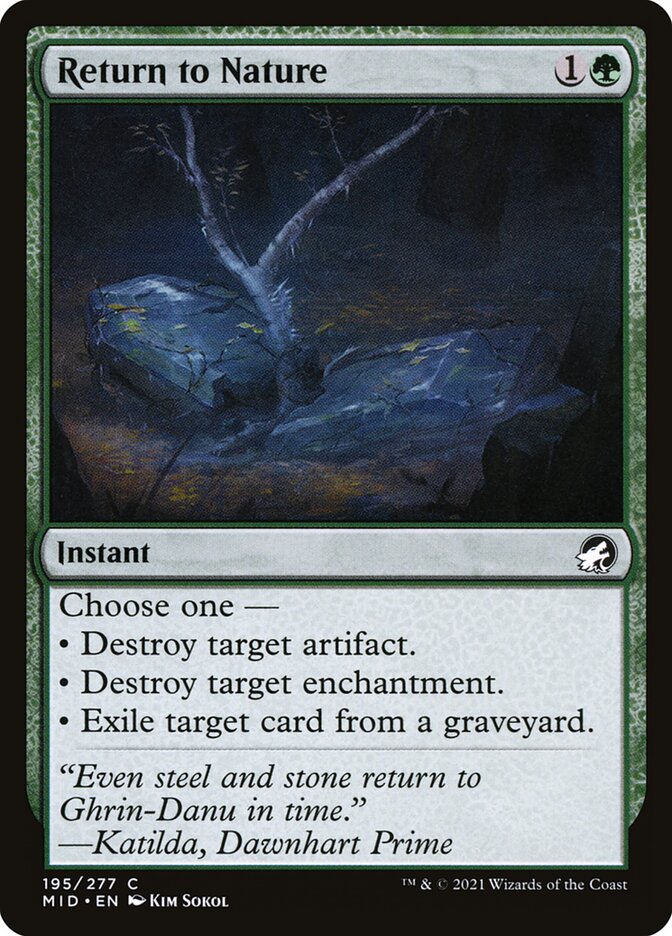 Return to Nature 1
Instant
Choose one —
• Destroy target artifact.
• Destroy target enchantment.
• Exile target card from a graveyard.
“Even steel and stone return to
Ghrin-Danu in time.”
—Katilda, Dawnhart Prime
195/277 C
™ & © 2021 Wizards of the Coast
MID • EN Kim Sokol